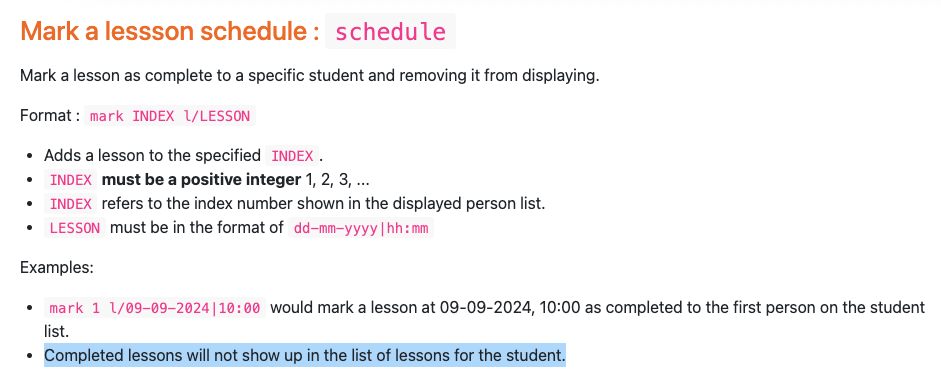 Mark a lessson schedule : schedule
Mark a lesson as complete to a specific student and removing it from displaying.
Format : mark INDEX l/LESSON
• Adds a lesson to the specified INDEX .
• INDEX must be a positive integer 1, 2, 3, ...
• INDEX refers to the index number shown in the displayed person list.
• LESSON must be in the format of dd-mm-yyyy|hh:mm
Examples:
• mark 1 l/09-09-2024|10:00 would mark a lesson at 09-09-2024, 10:00 as completed to the first person on the student
list.
• Completed lessons will not show up in the list of lessons for the student.